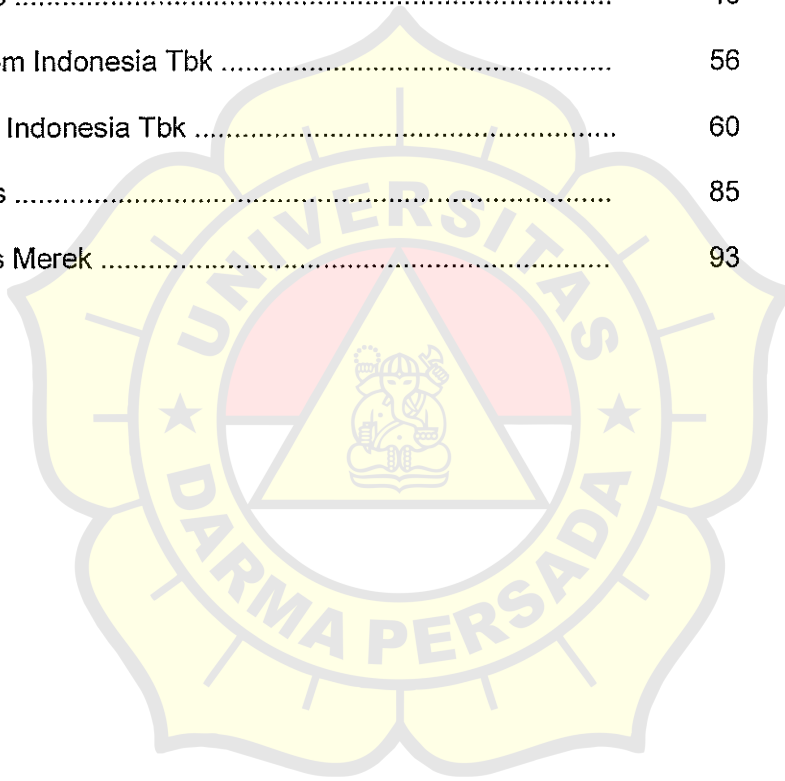 m Indonesia Tbk ........................................................ 56
Indonesia Tbk ............................................................ 60
s ................................................................................... 85
s Merek ....................................................................... 93
UNIVERSITAS
DARMA PERSADA